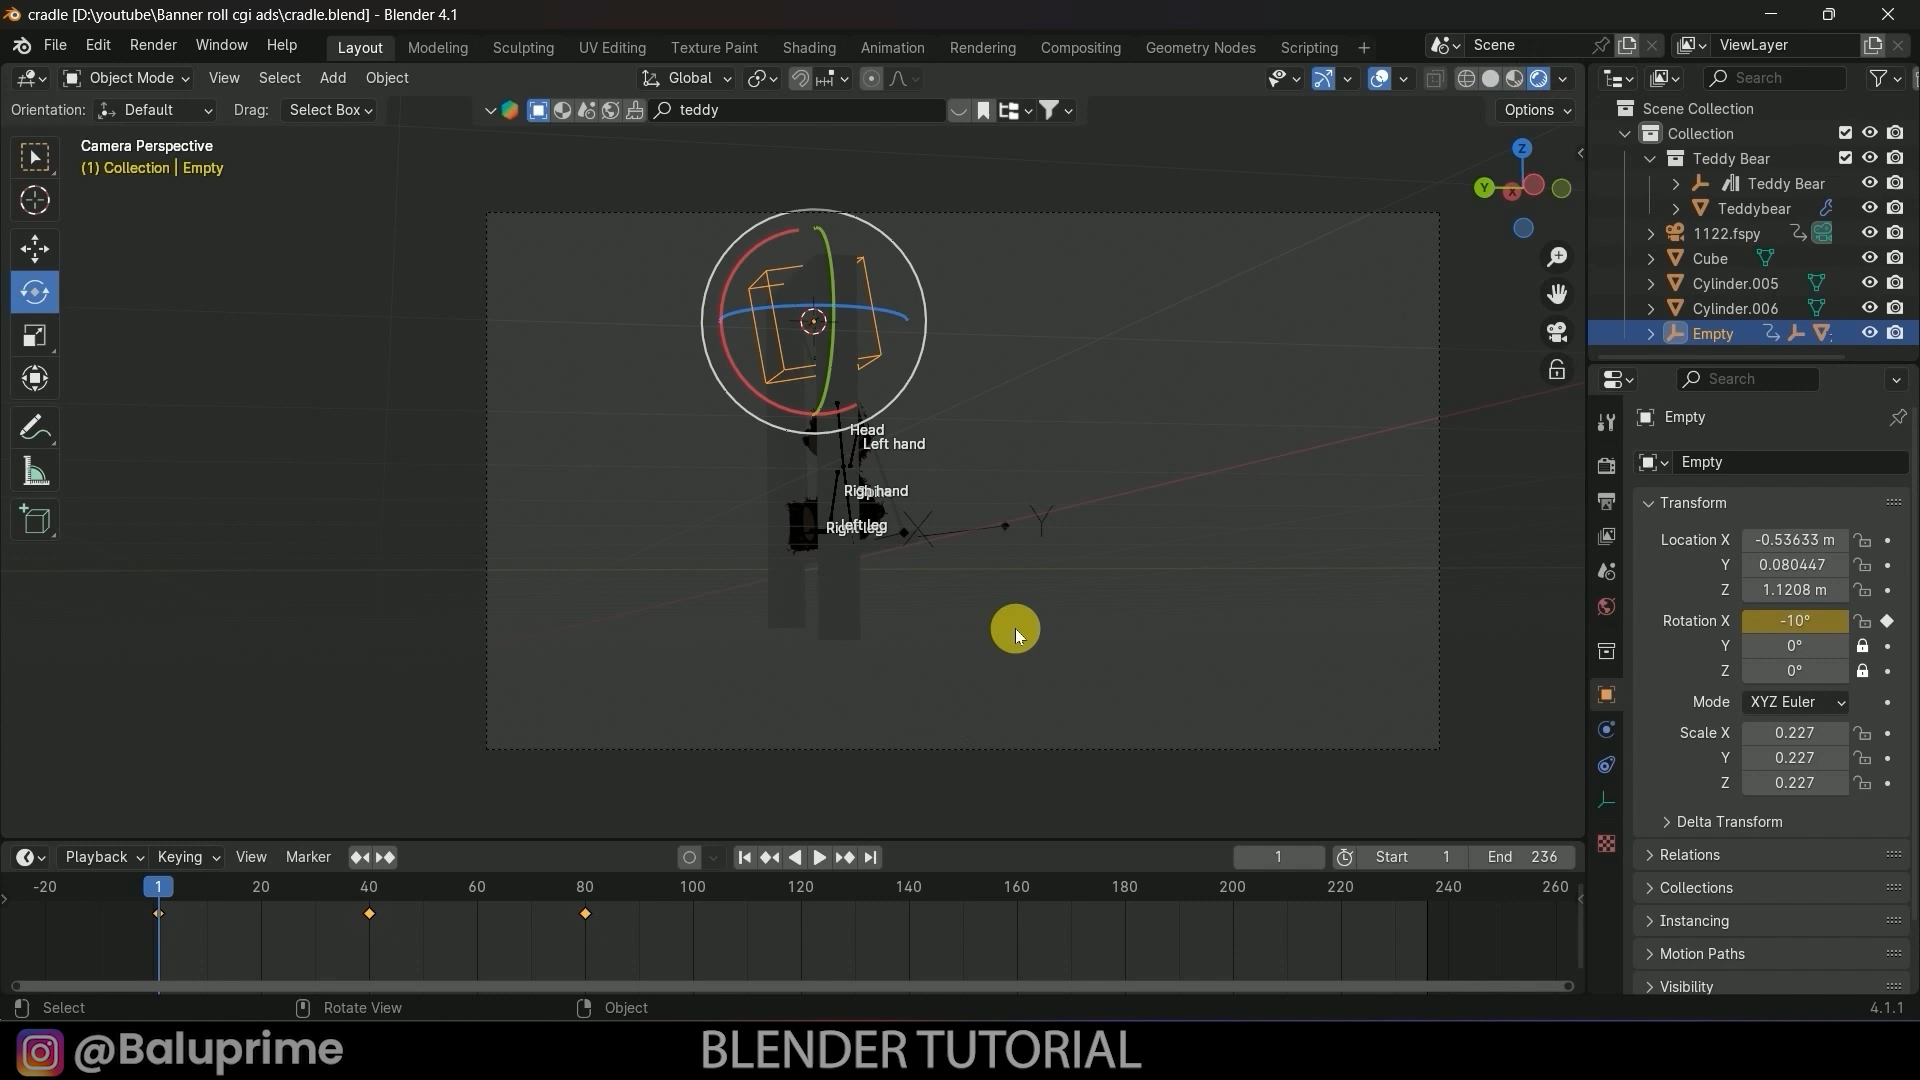 cradle [D:\youtube\Banner roll cgi ads\cradle.blend] - Blender 4.1
File Edit Render Window Help Layout Modeling Sculpting UV Editing Texture Paint Shading Animation Rendering Compositing Geometry Nodes Scripting + Scene ViewLayer
Object Mode View Select Add Object Global Search
Orientation: Default Drag: Select Box teddy Options
Scene Collection
Collection
Teddy Bear
Teddy Bear
Teddybear
1122.fspy
Cube
Cylinder.005
Cylinder.006
Empty
Camera Perspective
(1) Collection | Empty
Z
Y
X
Head
Left hand
Righ hand
left leg
Right leg
X
Y
Search
Empty
Empty
Transform
Location X -0.53633 m
Y 0.080447
Z 1.1208 m
Rotation X -10°
Y 0°
Z 0°
Mode XYZ Euler
Scale X 0.227
Y 0.227
Z 0.227
Delta Transform
Relations
Collections
Instancing
Motion Paths
Visibility
Playback Keying View Marker 1 Start 1 End 236
-20 1 20 40 60 80 100 120 140 160 180 200 220 240 260
Select Rotate View Object 4.1.1
@Baluprime BLENDER TUTORIAL